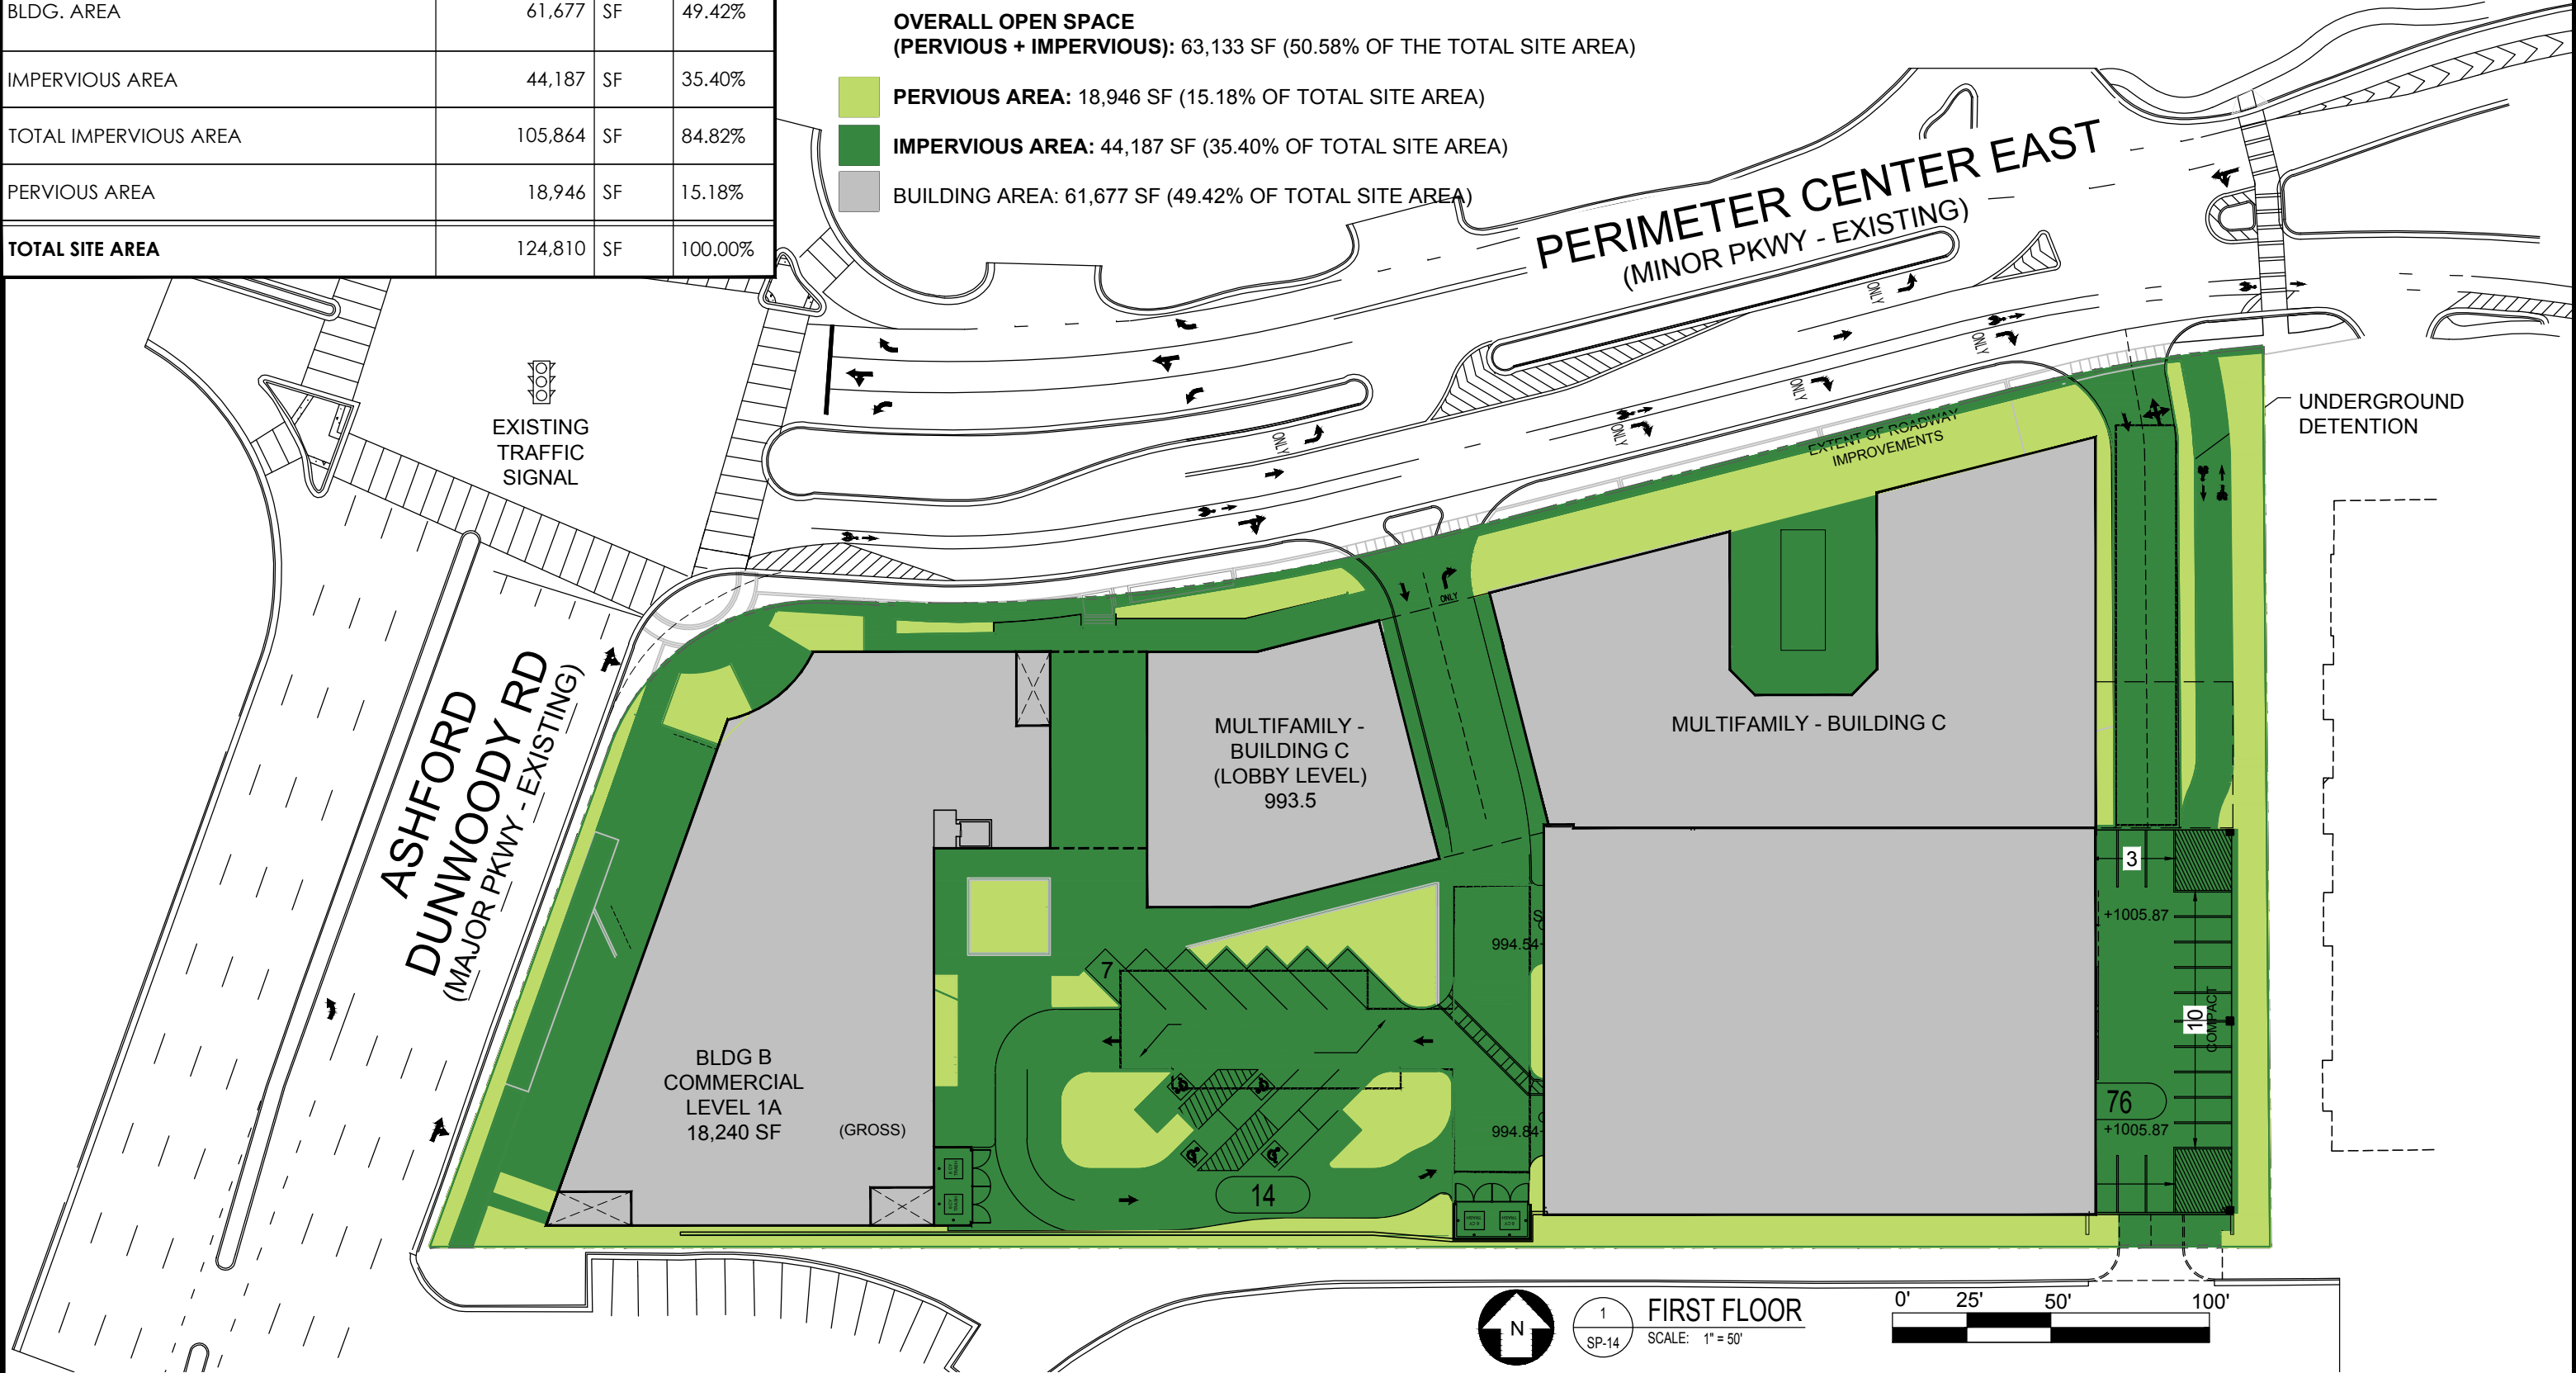 BLDG. AREA 61,677 SF 49.42%
IMPERVIOUS AREA 44,187 SF 35.40%
TOTAL IMPERVIOUS AREA 105,864 SF 84.82%
PERVIOUS AREA 18,946 SF 15.18%
TOTAL SITE AREA 124,810 SF 100.00%
OVERALL OPEN SPACE
(PERVIOUS + IMPERVIOUS): 63,133 SF (50.58% OF THE TOTAL SITE AREA)
PERVIOUS AREA: 18,946 SF (15.18% OF TOTAL SITE AREA)
IMPERVIOUS AREA: 44,187 SF (35.40% OF TOTAL SITE AREA)
BUILDING AREA: 61,677 SF (49.42% OF TOTAL SITE AREA)
PERIMETER CENTER EAST
(MINOR PKWY - EXISTING)
ONLY
ONLY
ONLY
ONLY
ONLY
EXISTING
TRAFFIC
SIGNAL
UNDERGROUND
DETENTION
EXTENT OF ROADWAY
IMPROVEMENTS
ONLY
ASHFORD
DUNWOODY RD
(MAJOR PKWY - EXISTING)
MULTIFAMILY -
BUILDING C
(LOBBY LEVEL)
993.5
MULTIFAMILY - BUILDING C
3
+1005.87
994.54
7
10
COMPACT
BLDG B
COMMERCIAL
LEVEL 1A
18,240 SF
(GROSS)
76
+1005.87
994.84
14
N
1
SP-14
FIRST FLOOR
SCALE: 1" = 50'
0' 25' 50' 100'